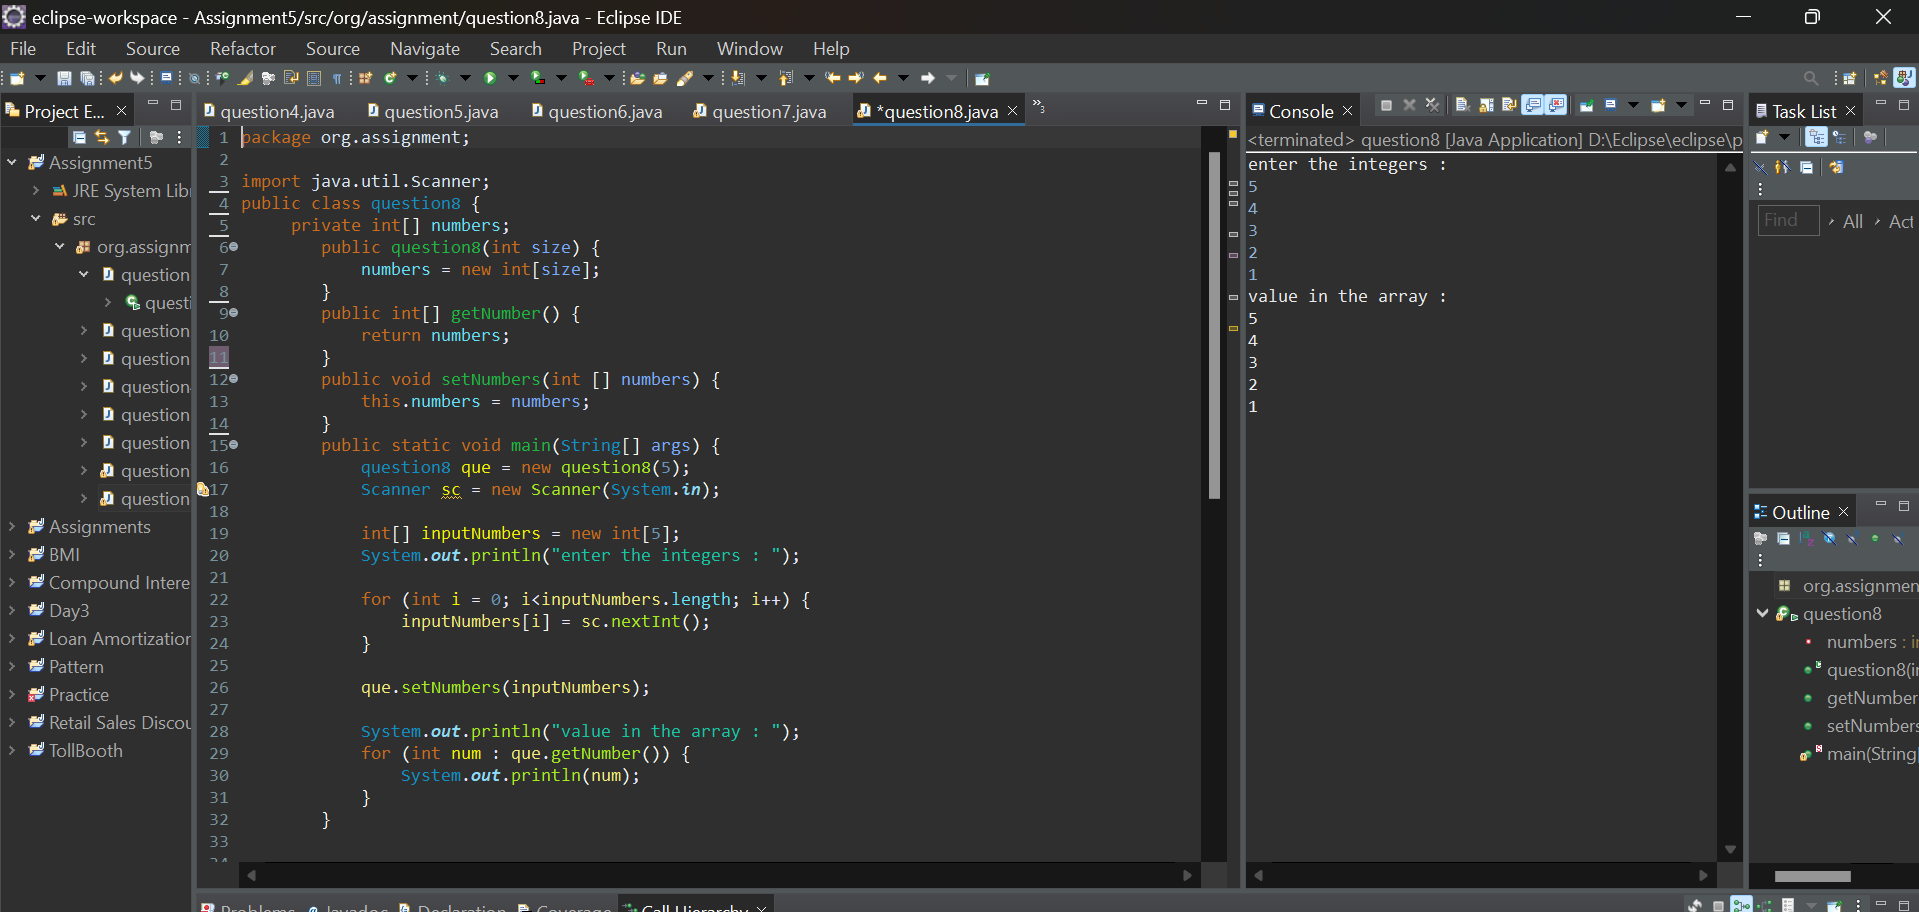 eclipse-workspace - Assignment5/src/org/assignment/question8.java - Eclipse IDE
File Edit Source Refactor Source Navigate Search Project Run Window Help
Project E...
Assignment5
JRE System Lib
src
org.assignm
question
questi
question
question
question
question
question
question
question
Assignments
BMI
Compound Intere
Day3
Loan Amortization
Pattern
Practice
Retail Sales Discou
TollBooth
question4.java question5.java question6.java question7.java *question8.java »3
1 package org.assignment;
2
3 import java.util.Scanner;
4 public class question8 {
5 private int[] numbers;
6 public question8(int size) {
7 numbers = new int[size];
8 }
9 public int[] getNumber() {
10 return numbers;
11 }
12 public void setNumbers(int [] numbers) {
13 this.numbers = numbers;
14 }
15 public static void main(String[] args) {
16 question8 que = new question8(5);
17 Scanner sc = new Scanner(System.in);
18
19 int[] inputNumbers = new int[5];
20 System.out.println("enter the integers : ");
21
22 for (int i = 0; i<inputNumbers.length; i++) {
23 inputNumbers[i] = sc.nextInt();
24 }
25
26 que.setNumbers(inputNumbers);
27
28 System.out.println("value in the array : ");
29 for (int num : que.getNumber()) {
30 System.out.println(num);
31 }
32 }
33
Console
<terminated> question8 [Java Application] D:\Eclipse\eclipse\p
enter the integers :
5
4
3
2
1
value in the array :
5
4
3
2
1
Task List
Find All Act
Outline
org.assignmen
question8
numbers : i
question8(i
getNumber
setNumbers
main(String
Problems Javadoc Declaration Coverage Call Hierarchy